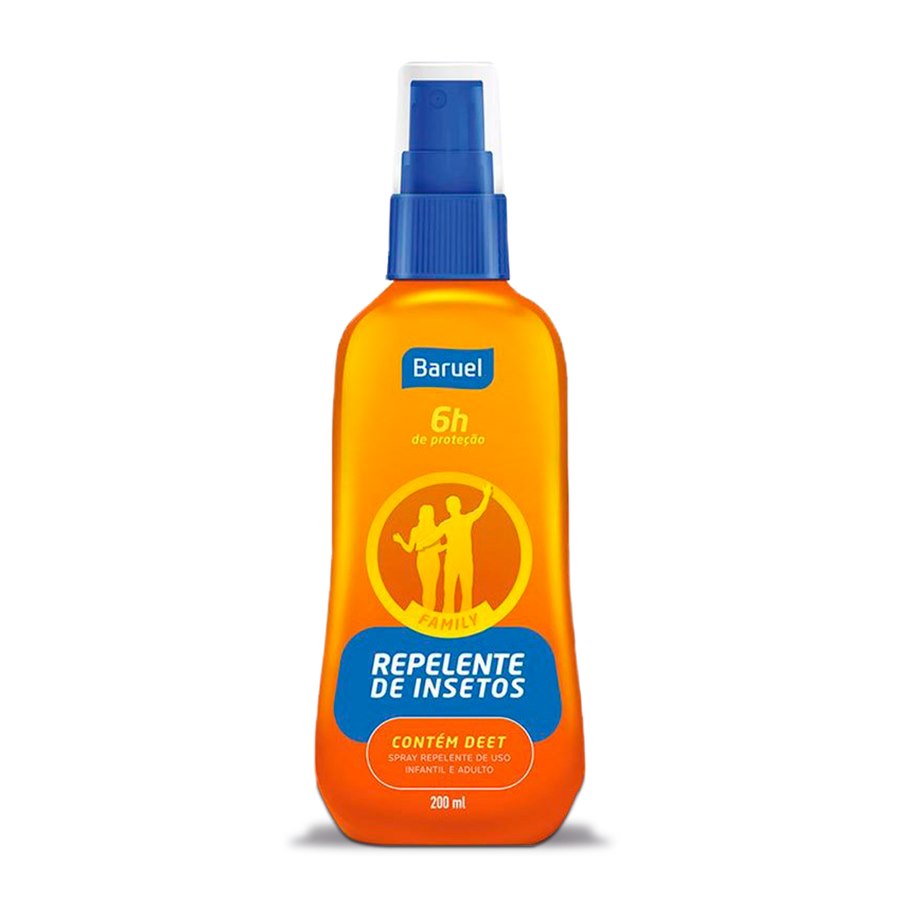 Baruel
6h
de proteção
FAMILY
REPELENTE
DE INSETOS
CONTÉM DEET
SPRAY REPELENTE DE USO
INFANTIL E ADULTO
200 ml